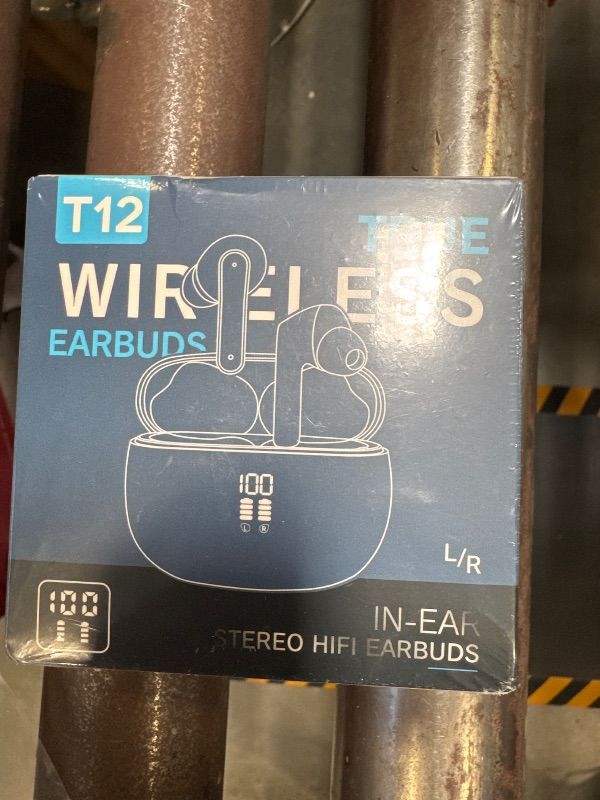 T12
TRUE
WIRELESS
EARBUDS
100
L R
L/R
100
IN-EAR
STEREO HIFI EARBUDS